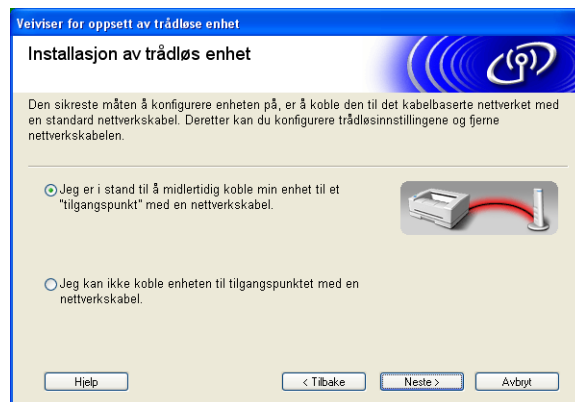 Veiviser for oppsett av trådløse enhet
Installasjon av trådløs enhet
Den sikreste måten å konfigurere enheten på, er å koble den til det kabelbaserte nettverket med
en standard nettverkskabel. Deretter kan du konfigurere trådløsinnstillingene og fjerne
nettverkskabelen.
Jeg er i stand til å midlertidig koble min enhet til et
"tilgangspunkt" med en nettverkskabel.
Jeg kan ikke koble enheten til tilgangspunktet med en
nettverkskabel.
Hjelp
< Tilbake
Neste >
Avbryt